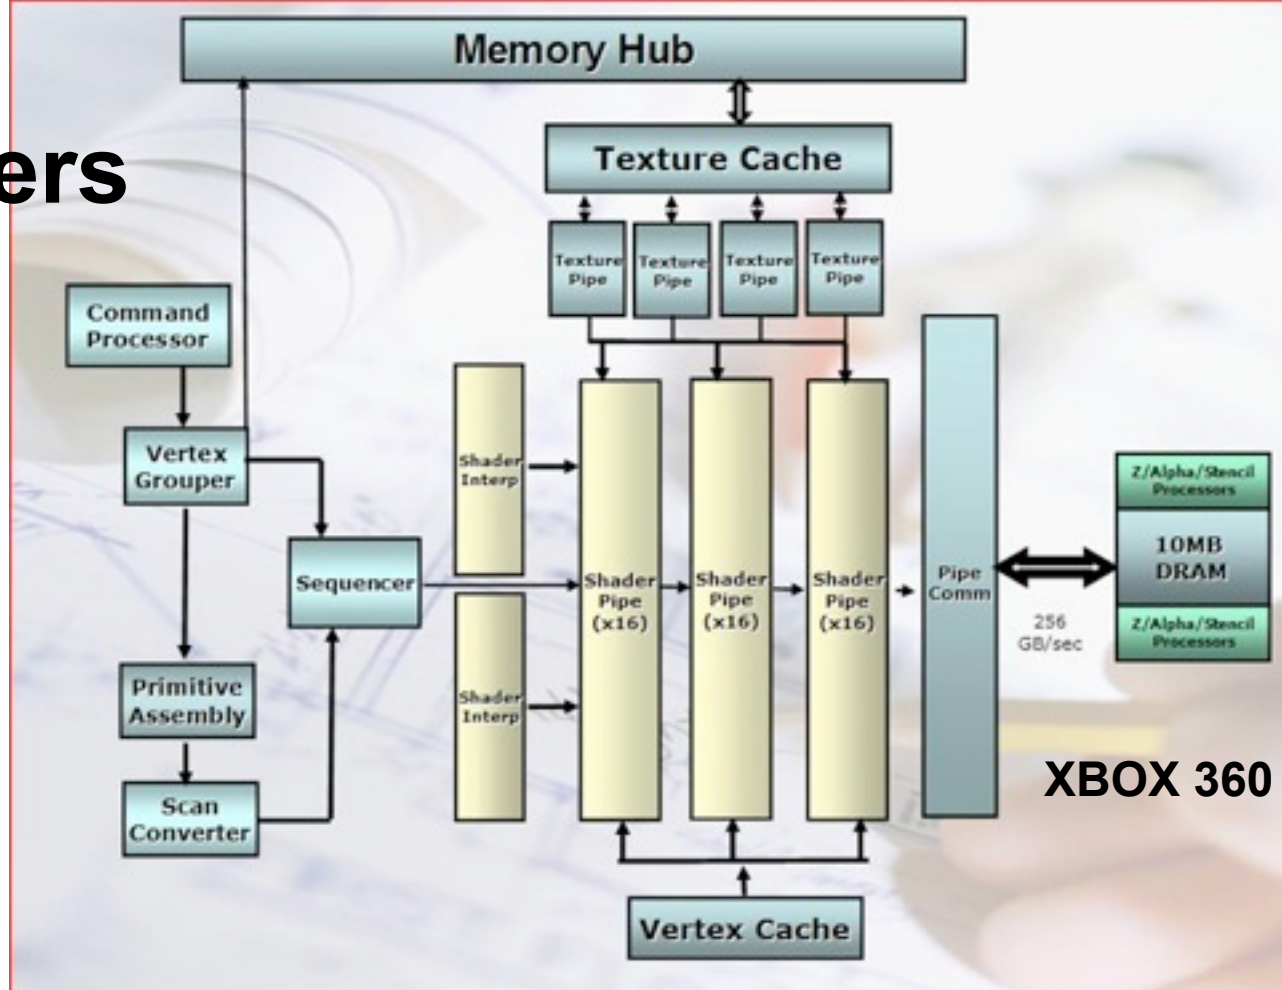 Memory Hub
ers
Texture Cache
Texture
Pipe
Texture
Pipe
Texture
Pipe
Texture
Pipe
Command
Processor
Vertex
Grouper
Sequencer
Primitive
Assembly
Scan
Converter
Shader
Interp
Shader
Interp
Shader
Pipe
(x16)
Shader
Pipe
(x16)
Shader
Pipe
(x16)
Pipe
Comm
256
GB/sec
Z/Alpha/Stencil
Processors
10MB
DRAM
Z/Alpha/Stencil
Processors
XBOX 360
Vertex Cache